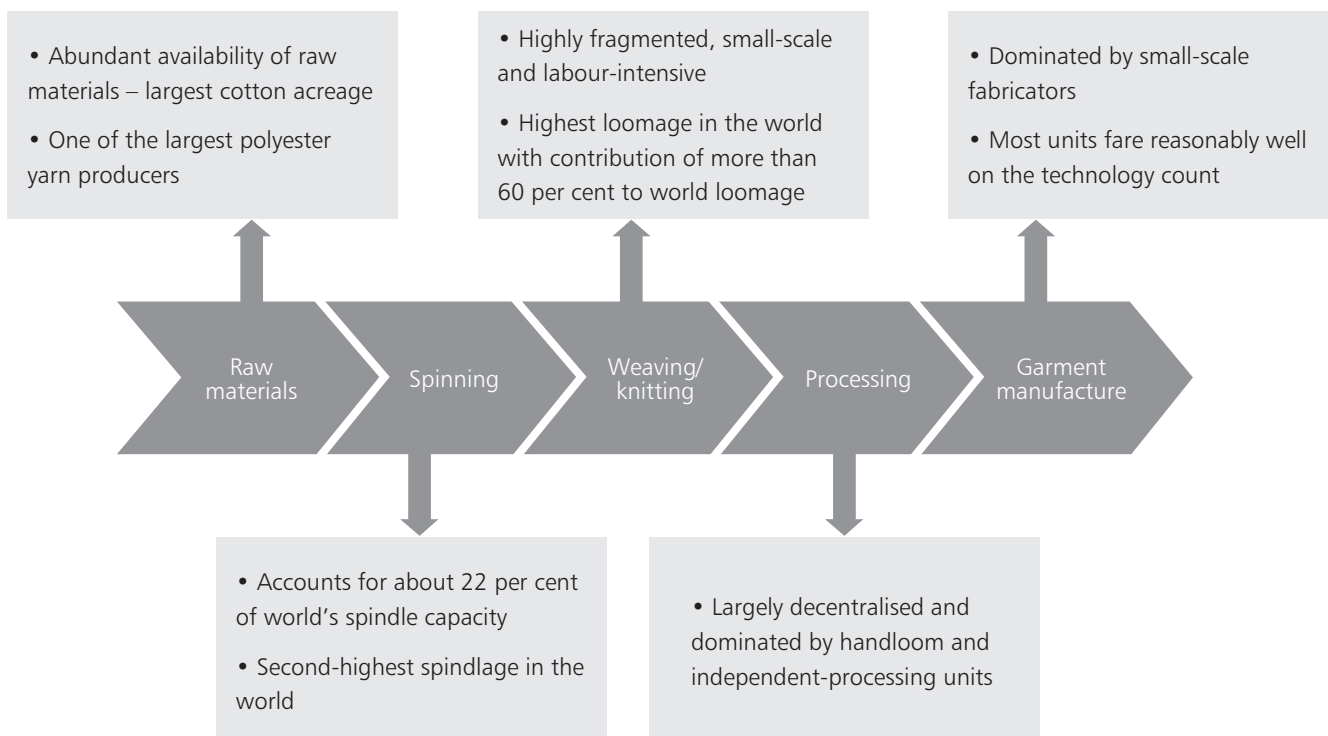 • Abundant availability of raw
materials – largest cotton acreage
• One of the largest polyester
yarn producers
• Highly fragmented, small-scale
and labour-intensive
• Highest loomage in the world
with contribution of more than
60 per cent to world loomage
• Dominated by small-scale
fabricators
• Most units fare reasonably well
on the technology count
Raw
materials
Spinning
Weaving/
knitting
Processing
Garment
manufacture
• Accounts for about 22 per cent
of world's spindle capacity
• Second-highest spindlage in the
world
• Largely decentralised and
dominated by handloom and
independent-processing units